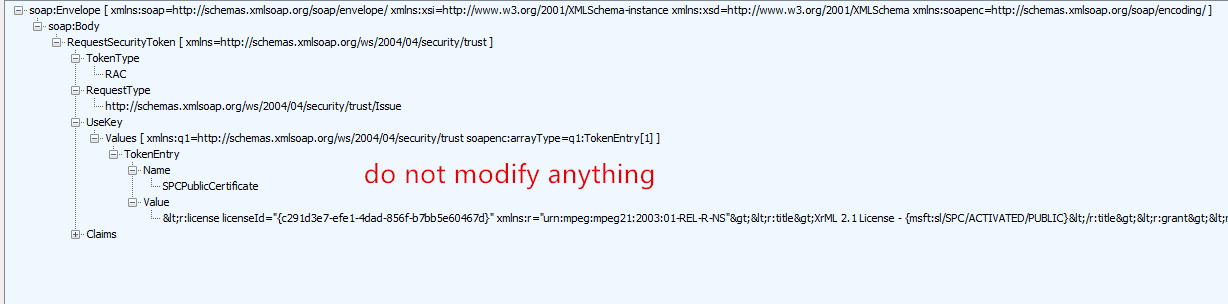 soap:Envelope [ xmlns:soap=http://schemas.xmlsoap.org/soap/envelope/ xmlns:xsi=http://www.w3.org/2001/XMLSchema-instance xmlns:xsd=http://www.w3.org/2001/XMLSchema xmlns:soapenc=http://schemas.xmlsoap.org/soap/encoding/ ]
soap:Body
RequestSecurityToken [ xmlns=http://schemas.xmlsoap.org/ws/2004/04/security/trust ]
TokenType
RAC
RequestType
http://schemas.xmlsoap.org/ws/2004/04/security/trust/Issue
UseKey
Values [ xmlns:q1=http://schemas.xmlsoap.org/ws/2004/04/security/trust soapenc:arrayType=q1:TokenEntry[1] ]
TokenEntry
Name
do not modify anything
SPCPublicCertificate
Value
&lt;r:license licenseId="{c291d3e7-efe1-4dad-856f-b7bb5e60467d}" xmlns:r="urn:mpeg:mpeg21:2003:01-REL-R-NS"&gt;&lt;r:title&gt;XrML 2.1 License - {msft:sl/SPC/ACTIVATED/PUBLIC}&lt;/r:title&gt;&lt;r:grant&gt;&lt;r
Claims